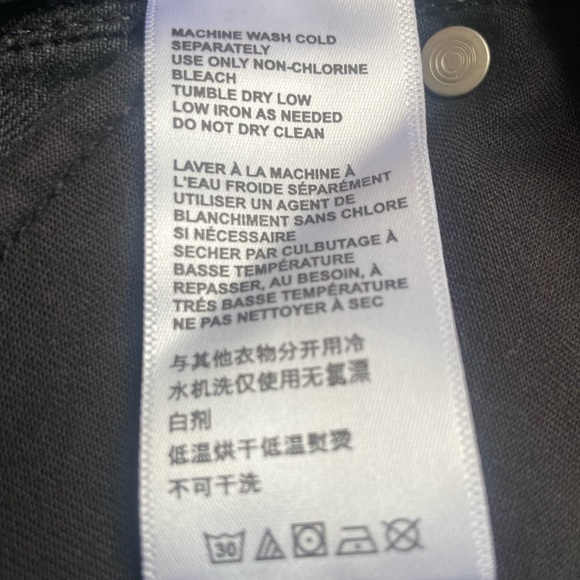 MACHINE WASH COLD
SEPARATELY
USE ONLY NON-CHLORINE
BLEACH
TUMBLE DRY LOW
LOW IRON AS NEEDED
DO NOT DRY CLEAN
LAVER À LA MACHINE À
L'EAU FROIDE SÉPARÉMENT
UTILISER UN AGENT DE
BLANCHIMENT SANS CHLORE
SI NÉCESSAIRE
SECHER PAR CULBUTAGE À
BASSE TEMPÉRATURE
REPASSER, AU BESOIN, À
TRÉS BASSE TEMPÉRATURE
NE PAS NETTOYER À SEC
与其他衣物分开用冷
水机洗仅使用无氯漂
白剂
低温烘干低温熨烫
不可干洗
30